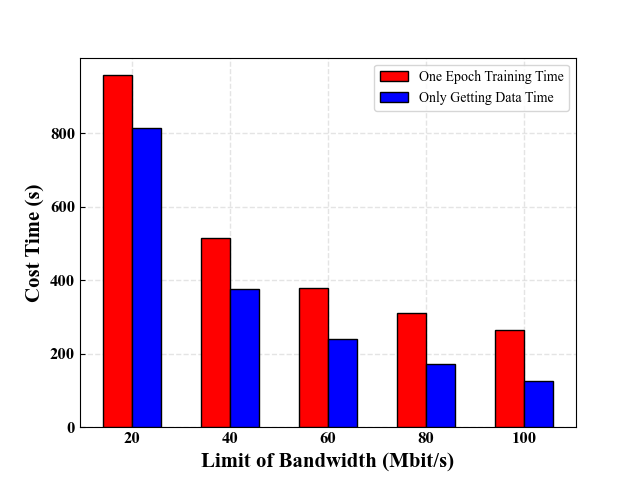 One Epoch Training Time
Only Getting Data Time
Cost Time (s)
800
600
400
200
0
20 40 60 80 100
Limit of Bandwidth (Mbit/s)